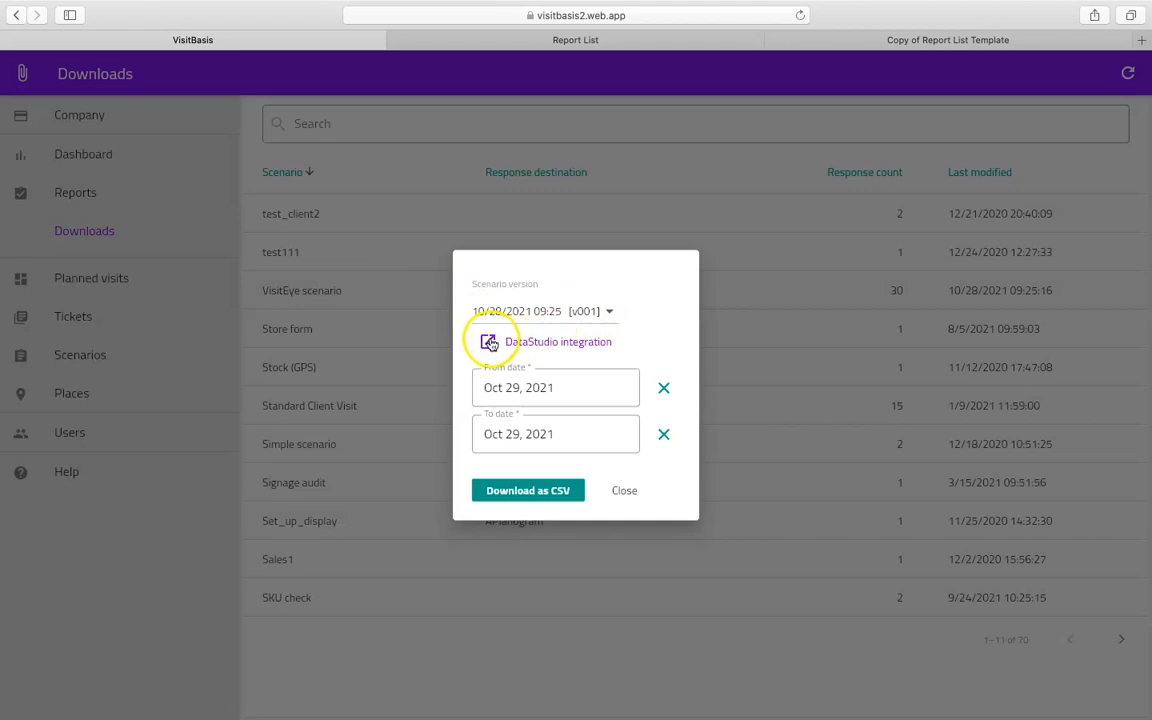 visitbasis2.web.app
VisitBasis
Report List
Copy of Report List Template
Downloads
Company
Dashboard
Reports
Downloads
Planned visits
Tickets
Scenarios
Places
Users
Help
Search
Scenario Response destination Response count Last modified
test_client2 2 12/21/2020 20:40:09
test111 1 12/24/2020 12:27:33
VisitEye scenario 30 10/28/2021 09:25:16
Store form 1 8/5/2021 09:59:03
Stock (GPS) 1 11/12/2020 17:47:08
Standard Client Visit 15 1/9/2021 11:59:00
Simple scenario 2 12/18/2020 10:51:25
Signage audit 1 3/15/2021 09:51:56
Set_up_display APlanogram 1 11/25/2020 14:32:30
Sales1 1 12/2/2020 15:56:27
SKU check 2 9/24/2021 10:25:15
1–11 of 70
Scenario version
10/28/2021 09:25 [v001]
DataStudio integration
From date *
Oct 29, 2021
To date *
Oct 29, 2021
Download as CSV
Close